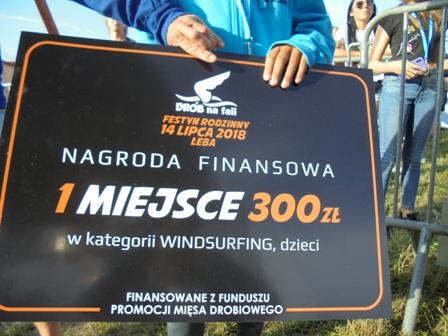 DRÓB na fali
FESTYN RODZINNY
14 LIPCA 2018
ŁEBA
NAGRODA FINANSOWA
1 MIEJSCE 300 ZŁ
w kategorii WINDSURFING, dzieci
FINANSOWANE Z FUNDUSZU
PROMOCJI MIĘSA DROBIOWEGO